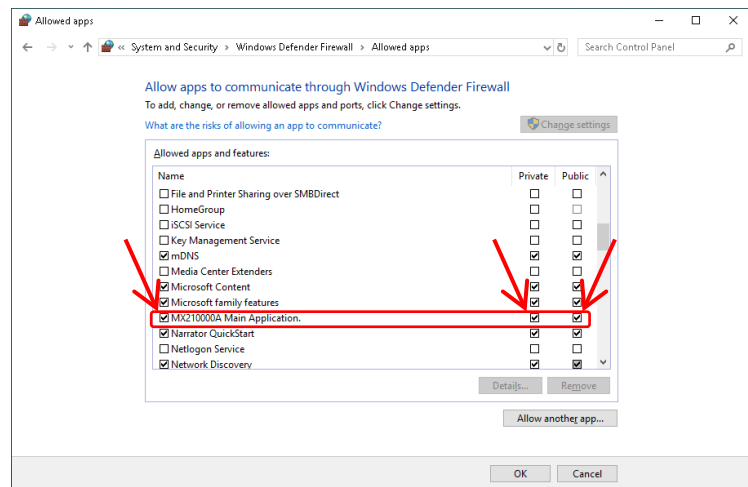 Allowed apps
« System and Security > Windows Defender Firewall > Allowed apps
Search Control Panel
Allow apps to communicate through Windows Defender Firewall
To add, change, or remove allowed apps and ports, click Change settings.
What are the risks of allowing an app to communicate?
Change settings
Allowed apps and features:
Name Private Public
File and Printer Sharing over SMBDirect
HomeGroup
iSCSI Service
Key Management Service
mDNS
Media Center Extenders
Microsoft Content
Microsoft family features
MX210000A Main Application.
Narrator QuickStart
Netlogon Service
Network Discovery
Details... Remove
Allow another app...
OK Cancel